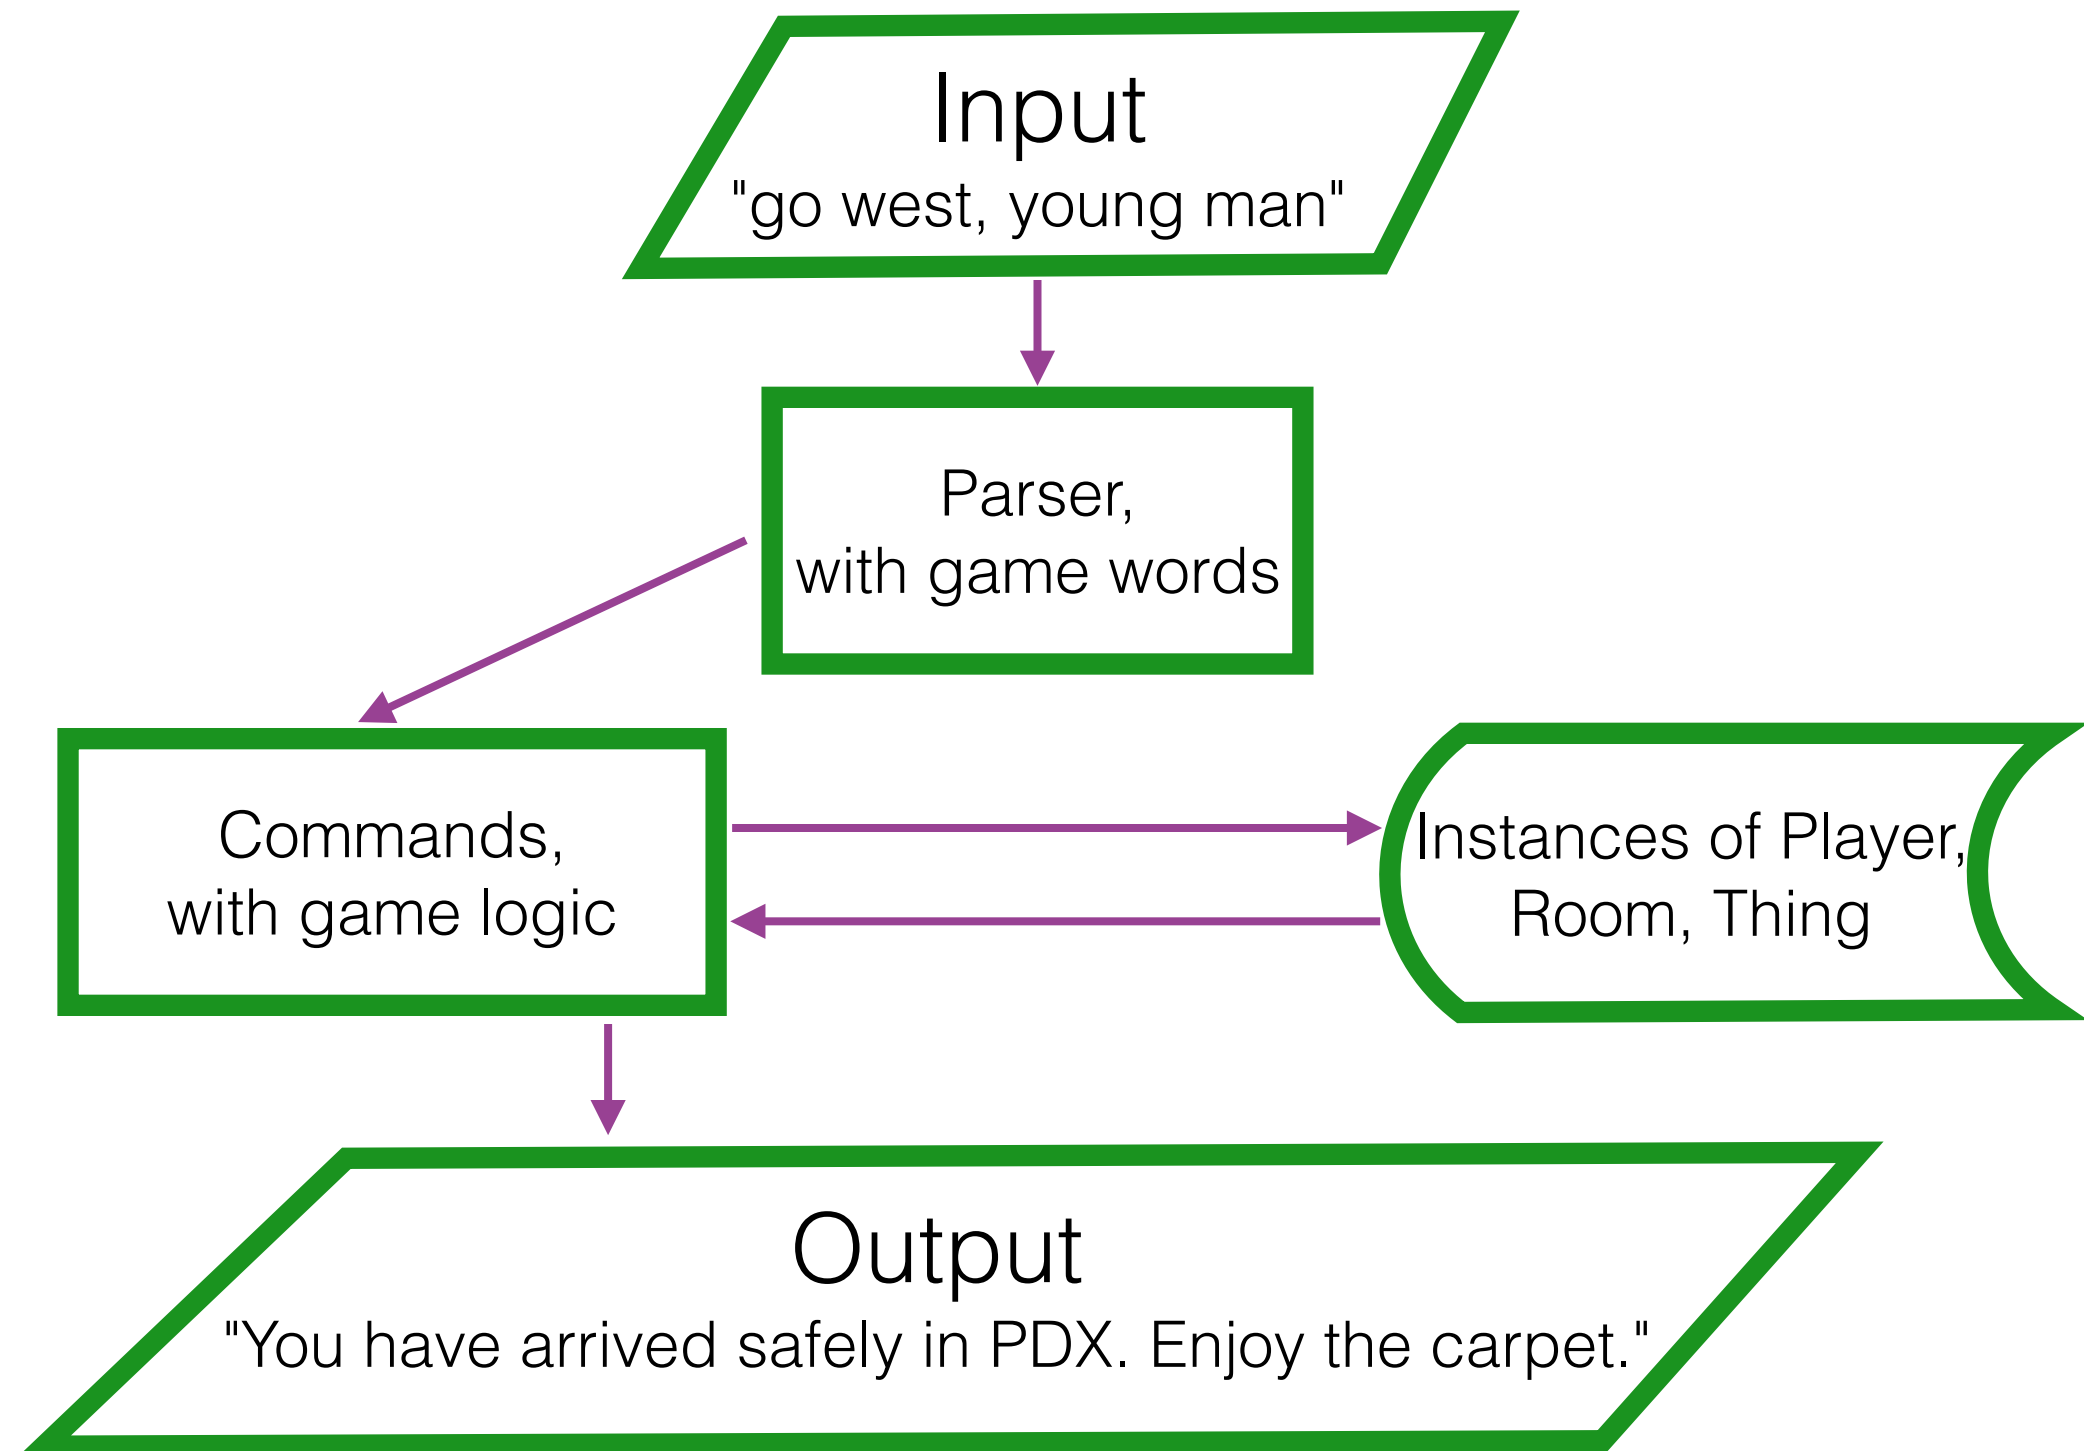 Input
"go west, young man"
Parser,
with game words
Commands,
with game logic
Instances of Player,
Room, Thing
Output
"You have arrived safely in PDX. Enjoy the carpet."